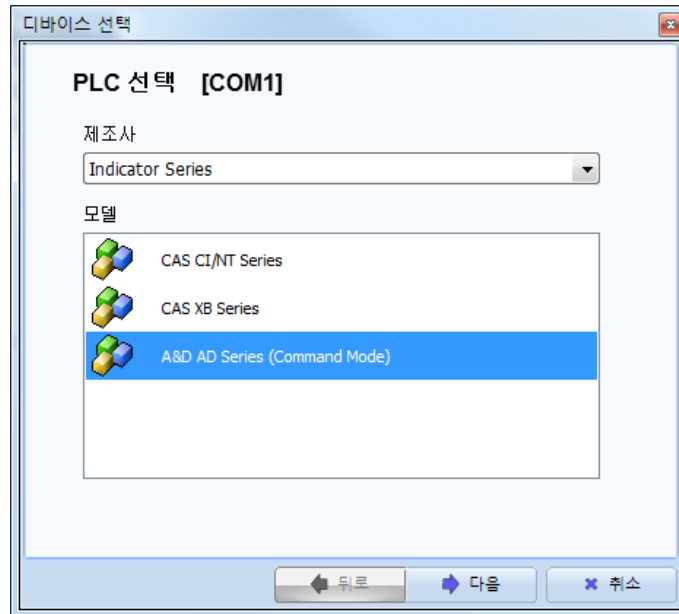 디바이스 선택
PLC 선택 [COM1]
제조사
Indicator Series
모델
CAS CI/NT Series
CAS XB Series
A&D AD Series (Command Mode)
뒤로 다음 취소